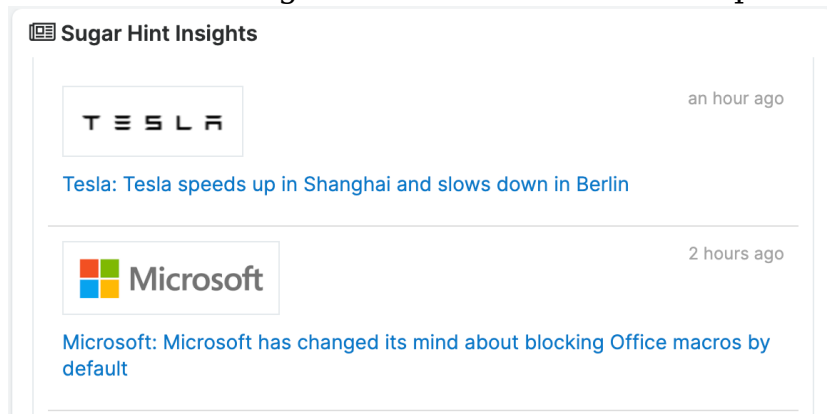 Sugar Hint Insights
TESLA
an hour ago
Tesla: Tesla speeds up in Shanghai and slows down in Berlin
Microsoft
2 hours ago
Microsoft: Microsoft has changed its mind about blocking Office macros by
default